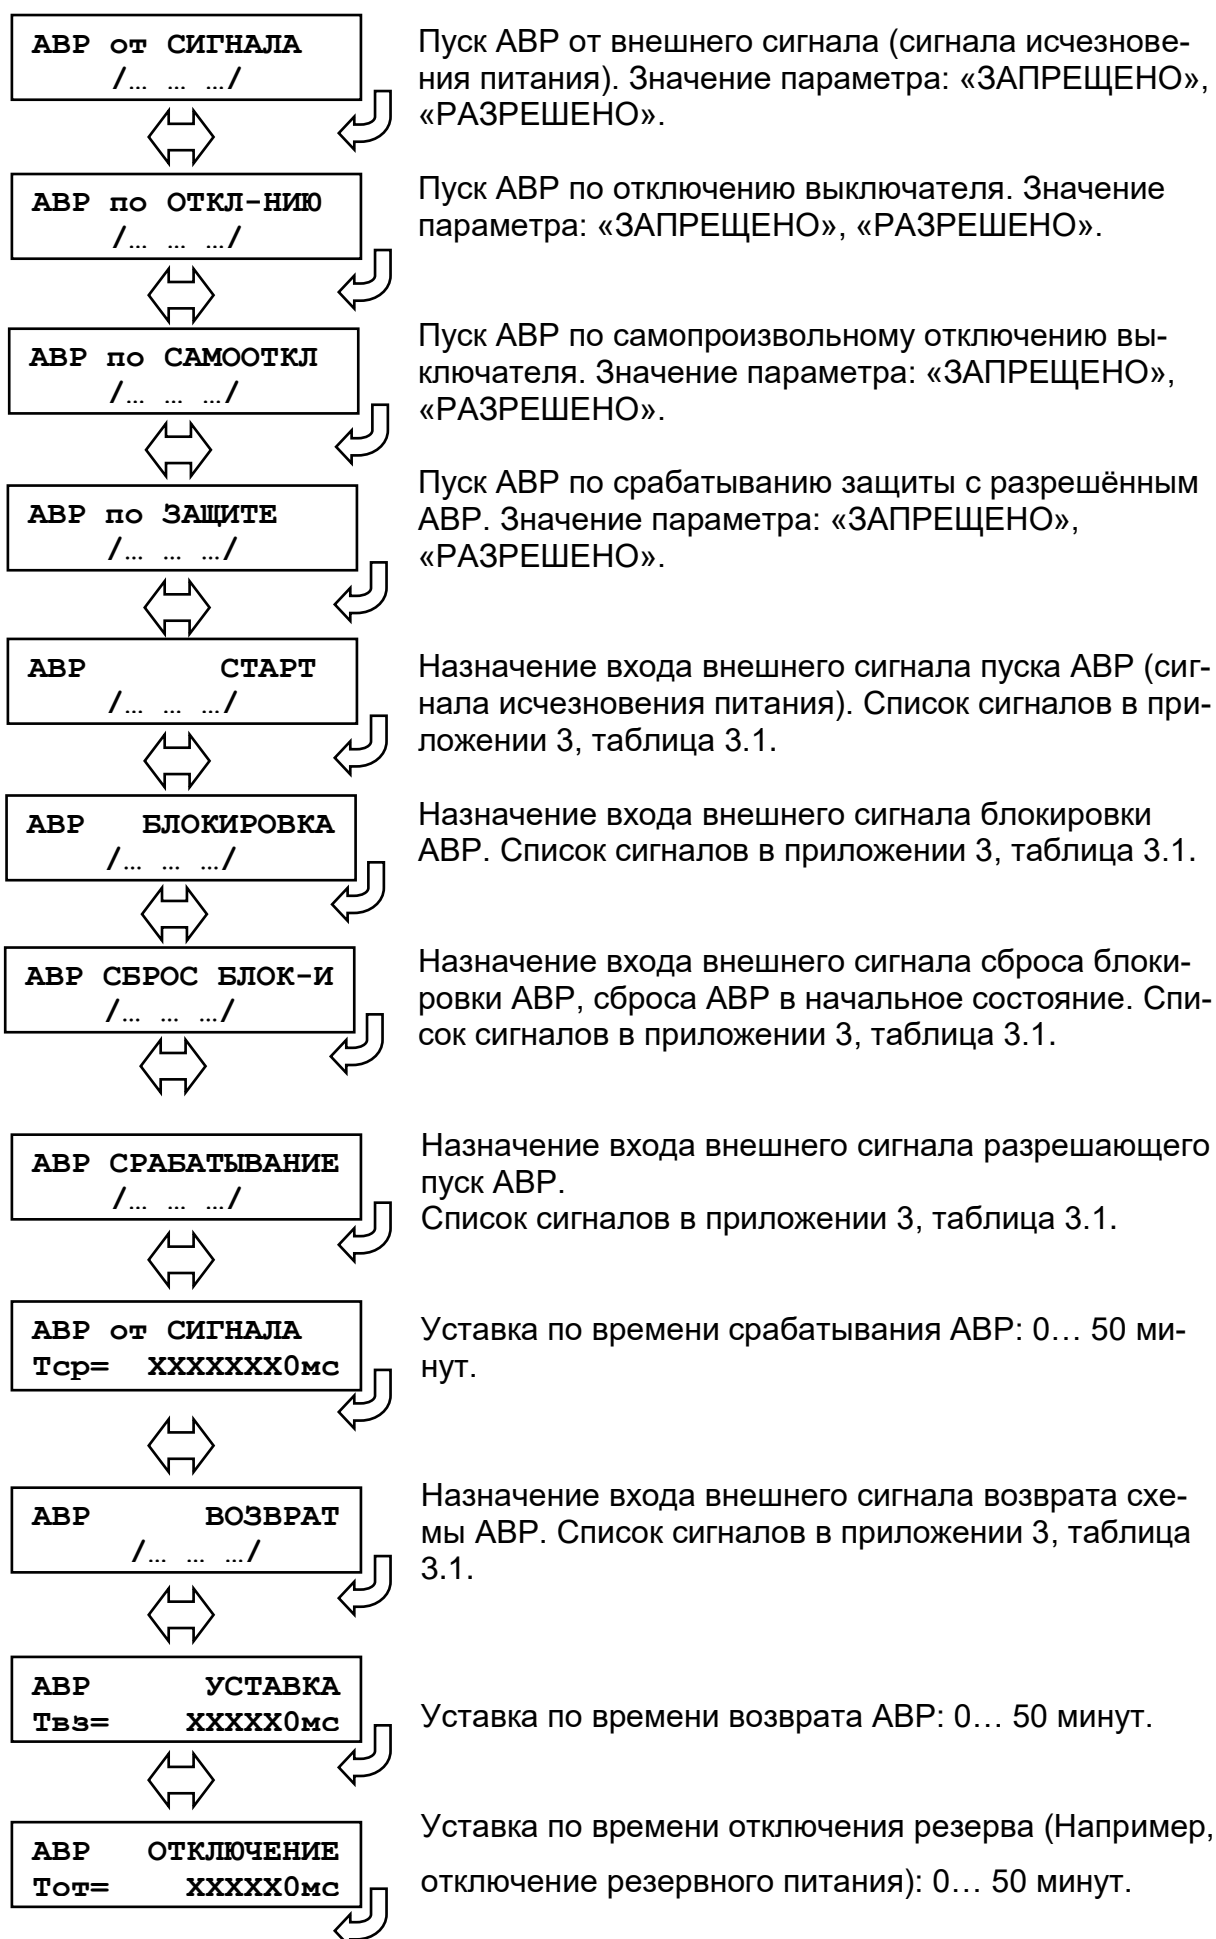 АВР от СИГНАЛА
/… … …/
Пуск АВР от внешнего сигнала (сигнала исчезнове-
ния питания). Значение параметра: «ЗАПРЕЩЕНО»,
«РАЗРЕШЕНО».
АВР по ОТКЛ-НИЮ
/… … …/
Пуск АВР по отключению выключателя. Значение
параметра: «ЗАПРЕЩЕНО», «РАЗРЕШЕНО».
АВР по САМООТКЛ
/… … …/
Пуск АВР по самопроизвольному отключению вы-
ключателя. Значение параметра: «ЗАПРЕЩЕНО»,
«РАЗРЕШЕНО».
АВР по ЗАЩИТЕ
/… … …/
Пуск АВР по срабатыванию защиты с разрешённым
АВР. Значение параметра: «ЗАПРЕЩЕНО»,
«РАЗРЕШЕНО».
АВР СТАРТ
/… … …/
Назначение входа внешнего сигнала пуска АВР (сиг-
нала исчезновения питания). Список сигналов в при-
ложении 3, таблица 3.1.
АВР БЛОКИРОВКА
/… … …/
Назначение входа внешнего сигнала блокировки
АВР. Список сигналов в приложении 3, таблица 3.1.
АВР СБРОС БЛОК-И
/… … …/
Назначение входа внешнего сигнала сброса блоки-
ровки АВР, сброса АВР в начальное состояние. Спи-
сок сигналов в приложении 3, таблица 3.1.
АВР СРАБАТЫВАНИЕ
/… … …/
Назначение входа внешнего сигнала разрешающего
пуск АВР.
Список сигналов в приложении 3, таблица 3.1.
АВР от СИГНАЛА
Тср= ХХХХХХХ0мс
Уставка по времени срабатывания АВР: 0… 50 ми-
нут.
АВР ВОЗВРАТ
/… … …/
Назначение входа внешнего сигнала возврата схе-
мы АВР. Список сигналов в приложении 3, таблица
3.1.
АВР УСТАВКА
Твз= ХХХХХ0мс
Уставка по времени возврата АВР: 0… 50 минут.
АВР ОТКЛЮЧЕНИЕ
Тот= ХХХХХ0мс
Уставка по времени отключения резерва (Например,
отключение резервного питания): 0… 50 минут.